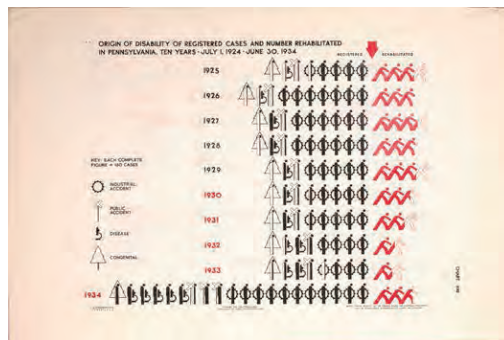 ORIGIN OF DISABILITY OF REGISTERED CASES AND NUMBER REHABILITATED
IN PENNSYLVANIA, TEN YEARS - JULY 1, 1924 - JUNE 30, 1934
REGISTERED REHABILITATED
1925
1926
1927
1928
1929
1930
1931
1932
1933
1934
KEY: EACH COMPLETE
FIGURE = 140 CASES
INDUSTRIAL
ACCIDENT
PUBLIC
ACCIDENT
DISEASE
CONGENITAL